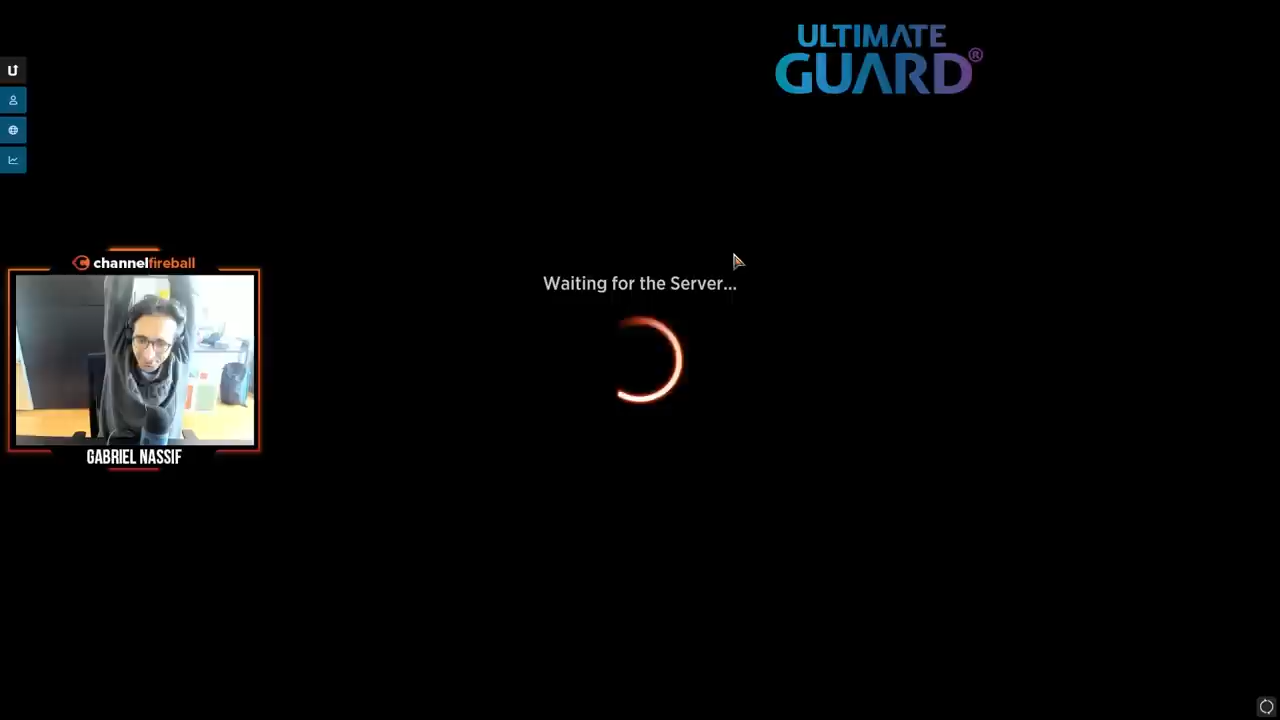 ULTIMATE
GUARD®
channelfireball
Waiting for the Server...
GABRIEL NASSIF